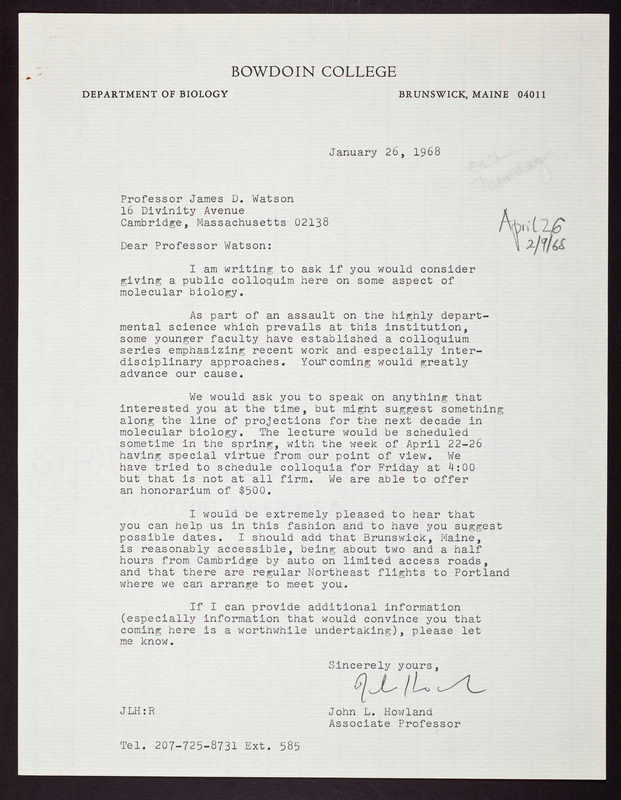 BOWDOIN COLLEGE
DEPARTMENT OF BIOLOGY BRUNSWICK, MAINE 04011
January 26, 1968
Call
Monday
Professor James D. Watson
16 Divinity Avenue
Cambridge, Massachusetts 02138
April 26
2/9/68
Dear Professor Watson:
I am writing to ask if you would consider
giving a public colloquim here on some aspect of
molecular biology.
As part of an assault on the highly depart-
mental science which prevails at this institution,
some younger faculty have established a colloquium
series emphasizing recent work and especially inter-
disciplinary approaches. Your coming would greatly
advance our cause.
We would ask you to speak on anything that
interested you at the time, but might suggest something
along the line of projections for the next decade in
molecular biology. The lecture would be scheduled
sometime in the spring, with the week of April 22-26
having special virtue from our point of view. We
have tried to schedule colloquia for Friday at 4:00
but that is not at all firm. We are able to offer
an honorarium of $500.
I would be extremely pleased to hear that
you can help us in this fashion and to have you suggest
possible dates. I should add that Brunswick, Maine,
is reasonably accessible, being about two and a half
hours from Cambridge by auto on limited access roads,
and that there are regular Northeast flights to Portland
where we can arrange to meet you.
If I can provide additional information
(especially information that would convince you that
coming here is a worthwhile undertaking), please let
me know.
Sincerely yours,
John Howland
JLH:R John L. Howland
Associate Professor
Tel. 207-725-8731 Ext. 585